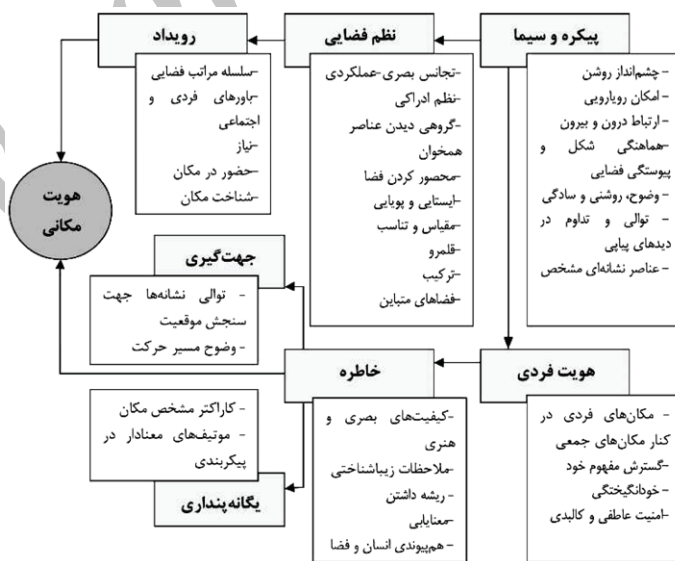 پیکره و سیما
-چشم‌انداز روشن
-امکان رویارویی
-ارتباط درون و بیرون
-هماهنگی شکل و
پیوستگی فضایی
-وضوح، روشنی و سادگی
- توالی و تداوم در
دیدهای پیاپی
-عناصر نشانه‌ای مشخص
نظم فضایی
-تجانس بصری-عملکردی
-نظم ادراکی
-گروهی دیدن عناصر
همخوان
-محصور کردن فضا
-ایستایی و پویایی
-مقیاس و تناسب
-قلمرو
-ترکیب
-فضاهای متباین
رویداد
-سلسله مراتب فضایی
-باورهای فردی و
اجتماعی
-نیاز
-حضور در مکان
-شناخت مکان
هویت
مکانی
جهت‌گیری
- توالی نشانه‌ها جهت
سنجش موقعیت
-وضوح مسیر حرکت
هویت فردی
- مکان‌های فردی در
کنار مکان‌های جمعی
-گسترش مفهوم خود
-خودانگیختگی
-امنیت عاطفی و کالبدی
خاطره
-کیفیت‌های بصری و
هنری
-ملاحظات زیباشناختی
-ریشه داشتن
-معنایابی
-هم‌پیوندی انسان و فضا
- کاراکتر مشخص مکان
- موتیف‌های معنادار در
پیکربندی
یگانه‌پنداری